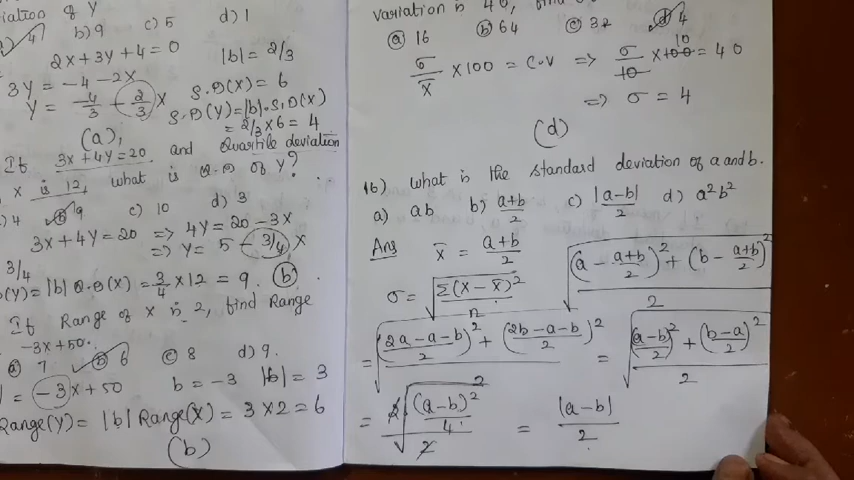 iation of Y
a) 4 b) 9 c) 5 d) 1
2x + 3y + 4 = 0 |b| = 2/3
3y = -4 - 2x
y = -4/3 - 2/3 x S.D(X) = 6
S.D(Y) = |b|.S.D(X)
= 2/3 × 6 = 4
(a)
If 3x + 4y = 20 and Quartile deviation
x is 12, what is Q.D of Y?
4 b) 9 c) 10 d) 3
3x + 4y = 20 => 4y = 20 - 3x
=> y = 5 - 3/4 x
3/4
(Y) = |b| Q.D(X) = 3/4 × 12 = 9. (b)
If Range of x is 2, find Range
-3x + 50.
a) 7 b) 6 c) 8 d) 9.
= -3x + 50 b = -3 |b| = 3
Range(Y) = |b| Range(X) = 3 × 2 = 6
(b)
variation is 40,
a) 16 b) 64 c) 32 d) 4
σ/x̄ × 100 = C.V => σ/10 × 100 10 = 40
=> σ = 4
(d)
16) What is the standard deviation of a and b.
a) ab b) a+b/2 c) |a-b|/2 d) a²b²
Ans x̄ = a+b/2
σ = √Σ(x - x̄)²/n √(a - a+b/2)² + (b - a+b/2)²/2
= √(2a-a-b/2)² + (2b-a-b/2)²/2 = √(a-b/2)² + (b-a/2)²/2
= √2.(a-b)²/4/2 = |a-b|/2